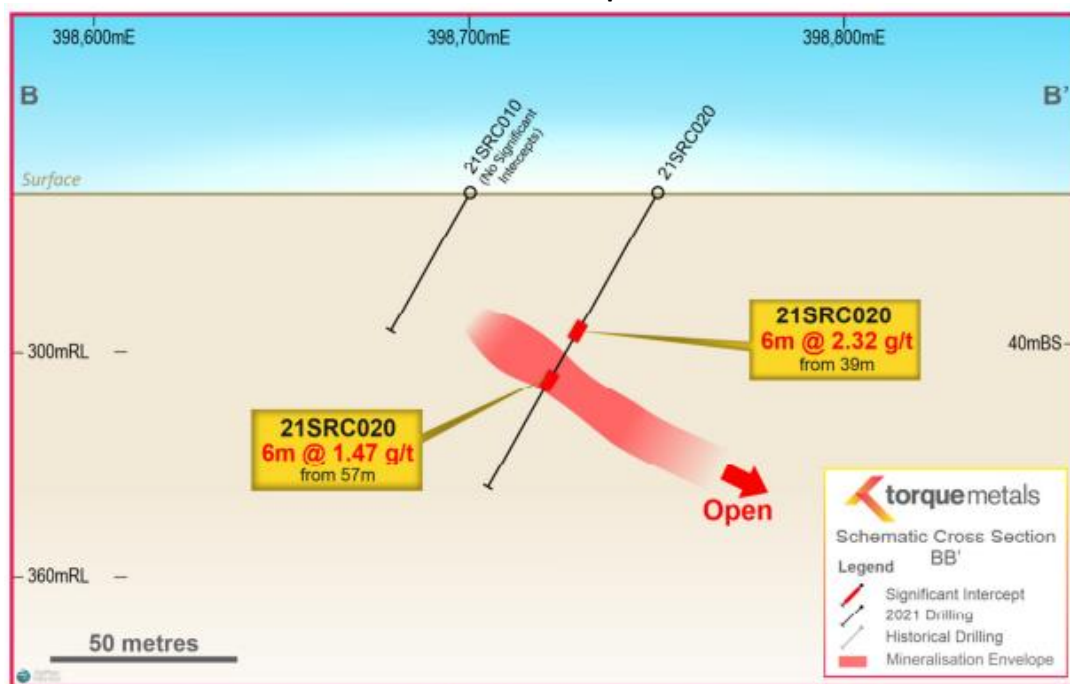 398,600mE
398,700mE
398,800mE
B
B'
21SRC010
(No Significant
Intercepts)
21SRC020
Surface
21SRC020
6m @ 2.32 g/t
from 39m
300mRL
40mBS
21SRC020
6m @ 1.47 g/t
from 57m
Open
torquemetals
Schematic Cross Section
BB'
Legend
Significant Intercept
2021 Drilling
Historical Drilling
Mineralisation Envelope
360mRL
50 metres